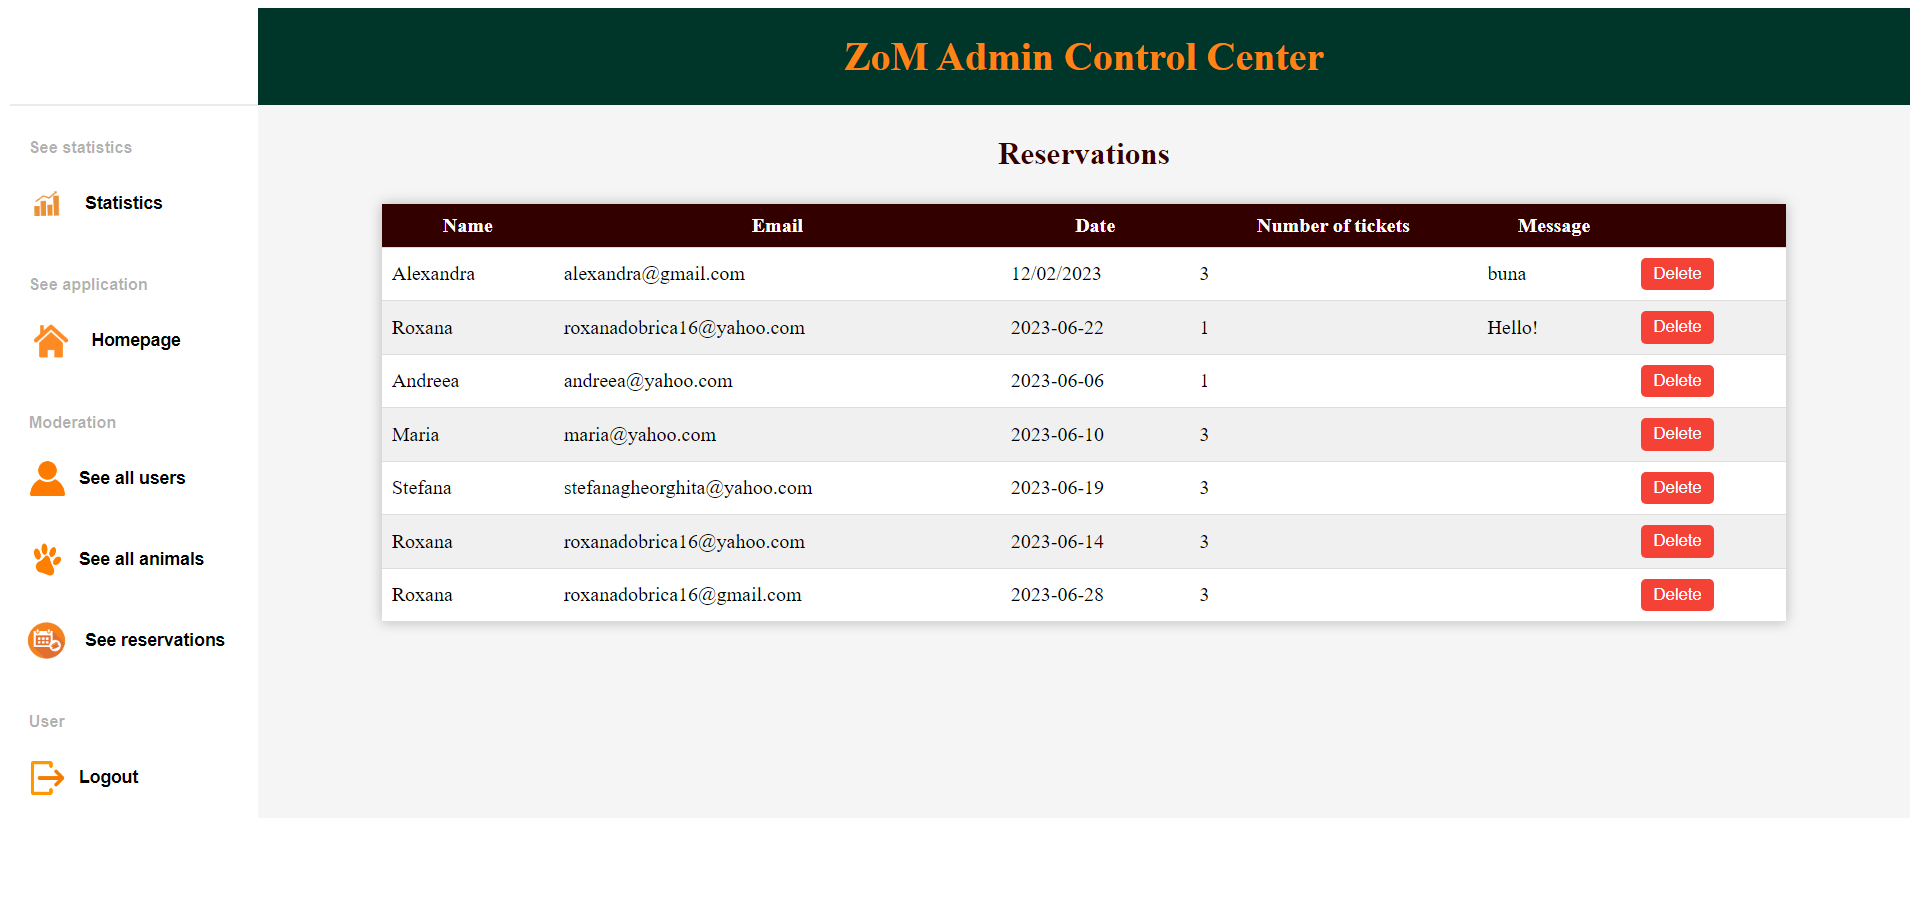 ZoM Admin Control Center
See statistics
Statistics
See application
Homepage
Moderation
See all users
See all animals
See reservations
User
Logout
Reservations
Name Email Date Number of tickets Message
Alexandra alexandra@gmail.com 12/02/2023 3 buna Delete
Roxana roxanadobrica16@yahoo.com 2023-06-22 1 Hello! Delete
Andreea andreea@yahoo.com 2023-06-06 1 Delete
Maria maria@yahoo.com 2023-06-10 3 Delete
Stefana stefanagheorghita@yahoo.com 2023-06-19 3 Delete
Roxana roxanadobrica16@yahoo.com 2023-06-14 3 Delete
Roxana roxanadobrica16@gmail.com 2023-06-28 3 Delete